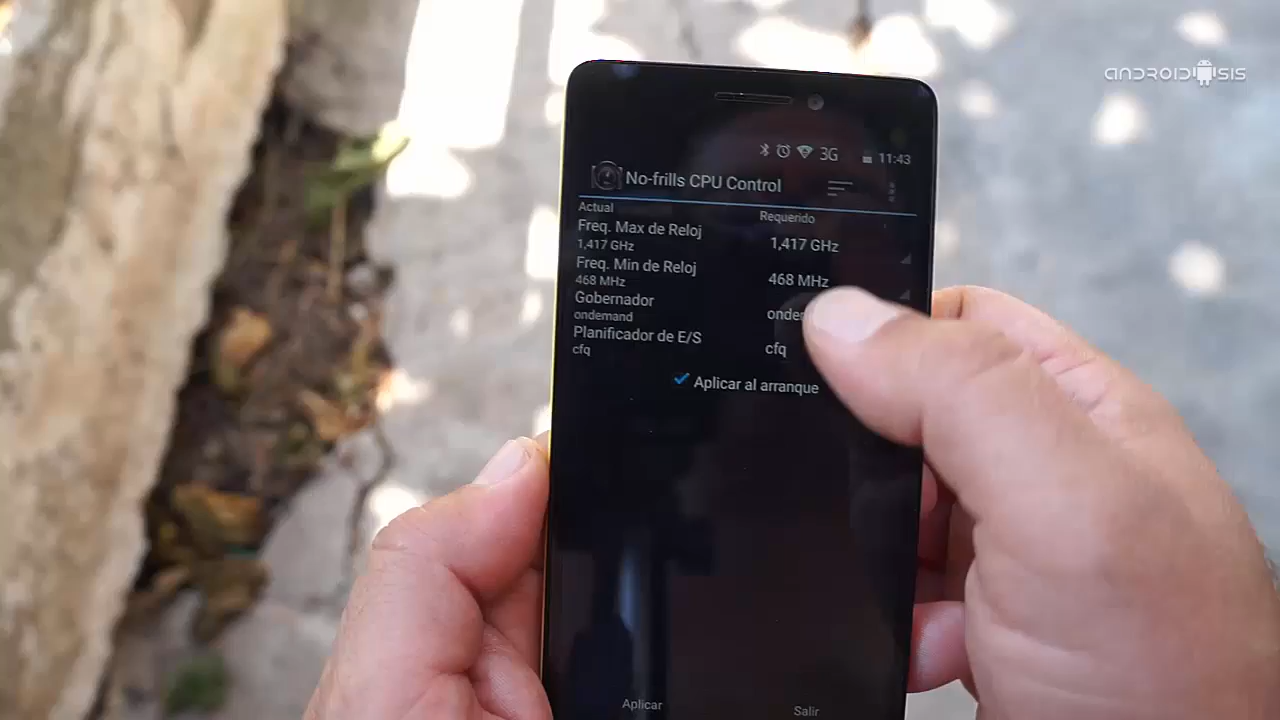 ANDROIDSIS
3G 11:43
No-frills CPU Control
Actual Requerido
Freq. Max de Reloj
1,417 GHz 1,417 GHz
Freq. Min de Reloj
468 MHz 468 MHz
Gobernador
ondemand
Planificador de E/S
cfq cfq
Aplicar al arranque
Aplicar Salir